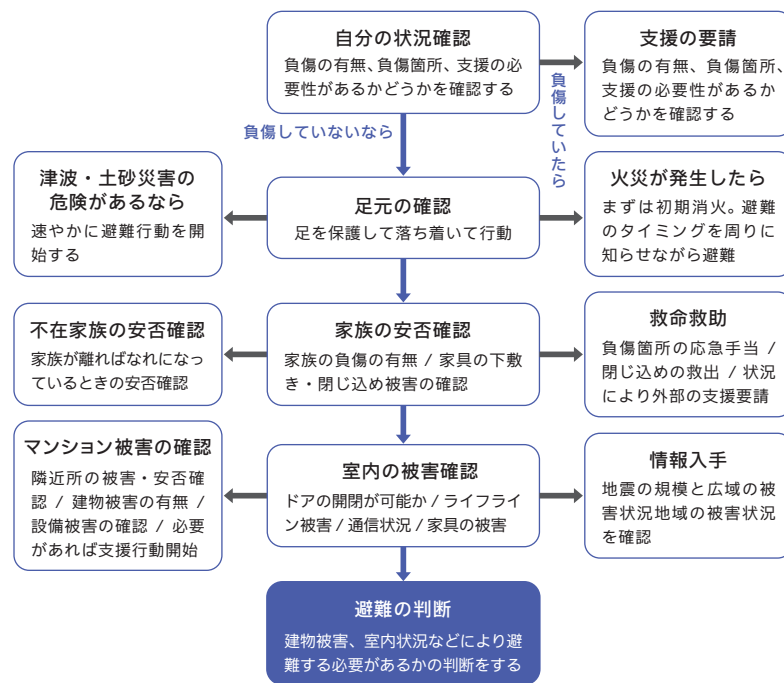 自分の状況確認
負傷の有無、負傷箇所、支援の必
要性があるかどうかを確認する
支援の要請
負傷の有無、負傷箇所、
支援の必要性があるか
どうかを確認する
負傷していないなら
負傷していたら
津波・土砂災害の
危険があるなら
速やかに避難行動を開
始する
足元の確認
足を保護して落ち着いて行動
火災が発生したら
まずは初期消火。避難
のタイミングを周りに
知らせながら避難
不在家族の安否確認
家族が離ればなれになっ
ているときの安否確認
家族の安否確認
家族の負傷の有無 / 家具の下敷
き・閉じ込め被害の確認
救命救助
負傷箇所の応急手当 /
閉じ込めの救出 / 状況
により外部の支援要請
マンション被害の確認
隣近所の被害・安否確
認 / 建物被害の有無 /
設備被害の確認 / 必要
があれば支援行動開始
室内の被害確認
ドアの開閉が可能か / ライフライ
ン被害 / 通信状況 / 家具の被害
情報入手
地震の規模と広域の被
害状況地域の被害状況
を確認
避難の判断
建物被害、室内状況などにより避
難する必要があるかの判断をする